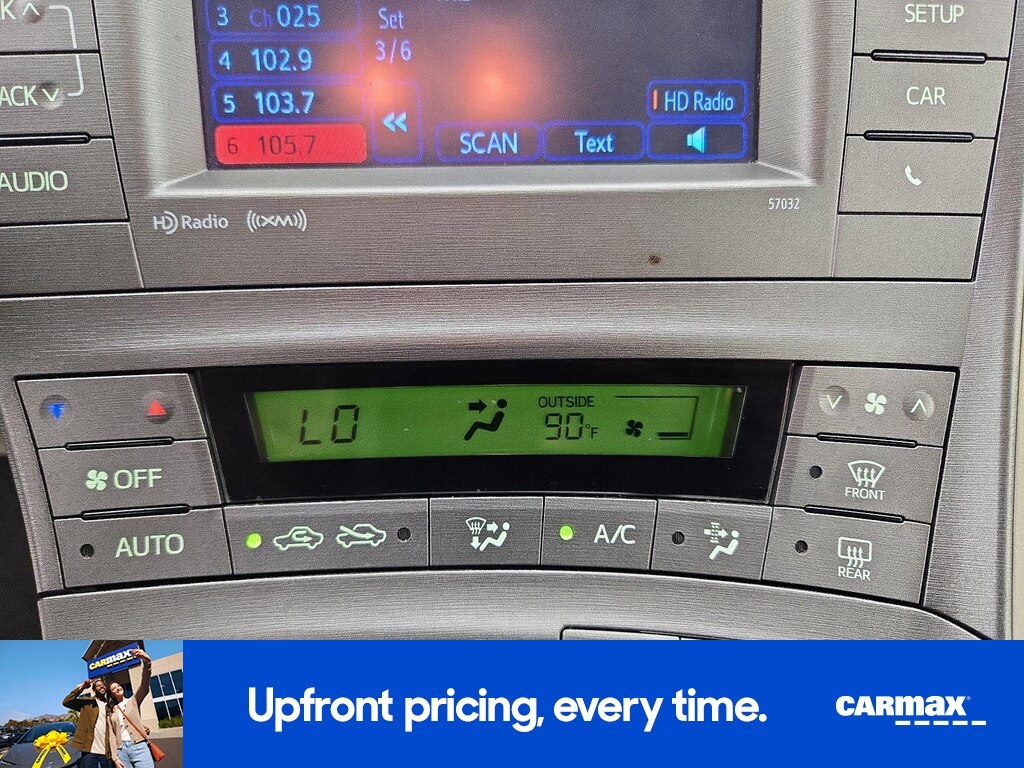 3 Ch 025
Set
3/6
4 102.9
5 103.7
6 105.7
«
HD Radio
SCAN
Text
SETUP
CAR
ACK
AUDIO
HD Radio
((XM))
57032
LO
OUTSIDE
90°F
OFF
AUTO
A/C
FRONT
REAR
CARMAX
Upfront pricing, every time.
CARMAX